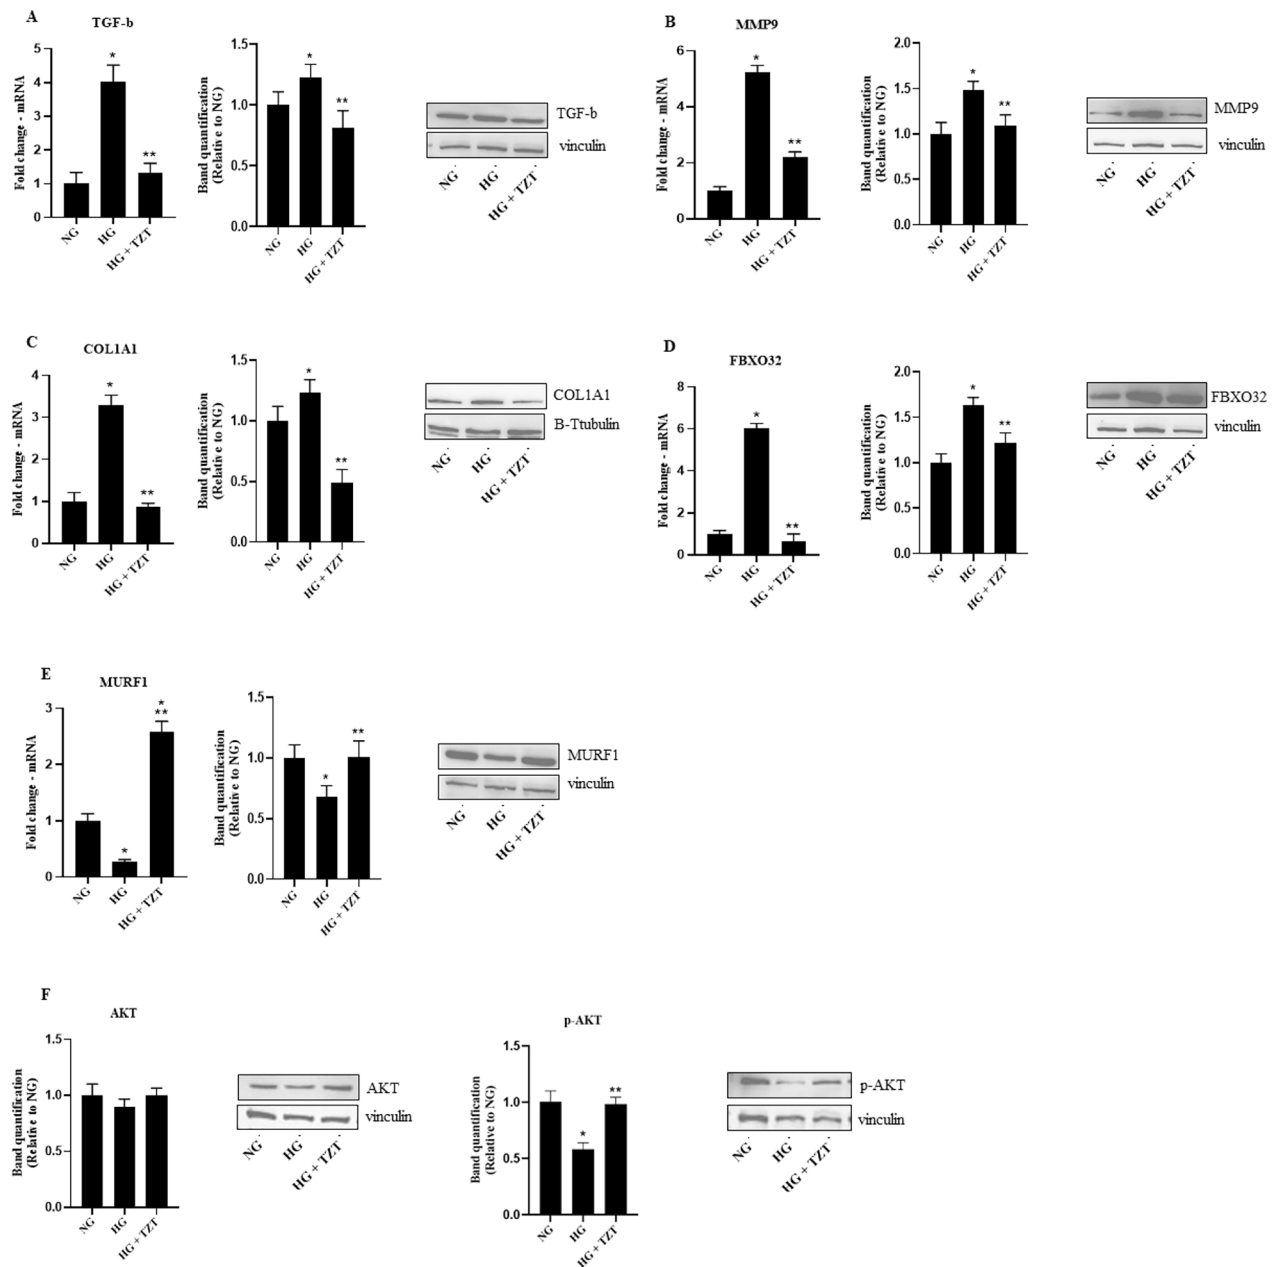 A
TGF-b
Fold change - mRNA
5
4
3
2
1
0
*
**
NG
HG
HG + TZT
Band quantification
(Relative to NG)
1.5
1.0
0.5
0.0
*
**
NG
HG
HG + TZT
TGF-b
vinculin
NG
HG
HG + TZT
B
MMP9
Fold change - mRNA
6
4
2
0
*
**
NG
HG
HG + TZT
Band quantification
(Relative to NG)
2.0
1.5
1.0
0.5
0.0
*
**
NG
HG
HG + TZT
MMP9
vinculin
NG
HG
HG + TZT
C
COL1A1
Fold change - mRNA
4
3
2
1
0
*
**
NG
HG
HG + TZT
Band quantification
(Relative to NG)
1.5
1.0
0.5
0.0
*
**
NG
HG
HG + TZT
COL1A1
B-Ttubulin
NG
HG
HG + TZT
D
FBXO32
Fold change - mRNA
8
6
4
2
0
*
**
NG
HG
HG + TZT
Band quantification
(Relative to NG)
2.0
1.5
1.0
0.5
0.0
*
**
NG
HG
HG + TZT
FBXO32
vinculin
NG
HG
HG + TZT
E
MURF1
Fold change - mRNA
3
2
1
0
*
*
**
NG
HG
HG + TZT
Band quantification
(Relative to NG)
1.5
1.0
0.5
0.0
*
**
NG
HG
HG + TZT
MURF1
vinculin
NG
HG
HG + TZT
F
AKT
Band quantification
(Relative to NG)
1.5
1.0
0.5
0.0
NG
HG
HG + TZT
AKT
vinculin
NG
HG
HG + TZT
p-AKT
Band quantification
(Relative to NG)
1.5
1.0
0.5
0.0
*
**
NG
HG
HG + TZT
p-AKT
vinculin
NG
HG
HG + TZT